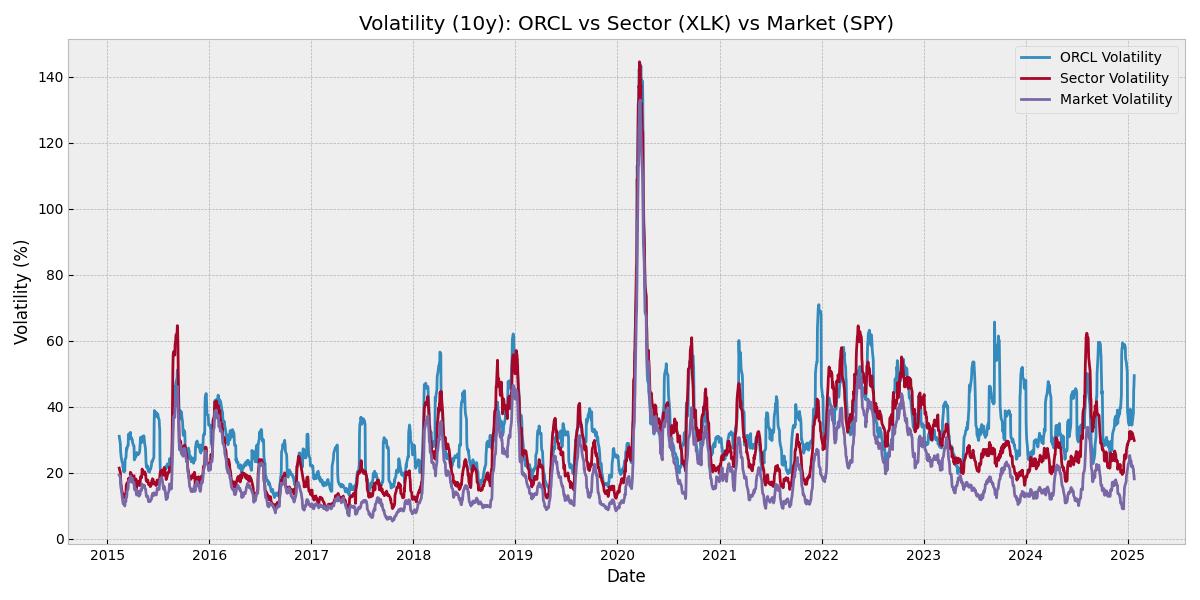 Volatility (10y): ORCL vs Sector (XLK) vs Market (SPY)
ORCL Volatility
Sector Volatility
Market Volatility
Volatility (%)
140
120
100
80
60
40
20
0
2015 2016 2017 2018 2019 2020 2021 2022 2023 2024 2025
Date